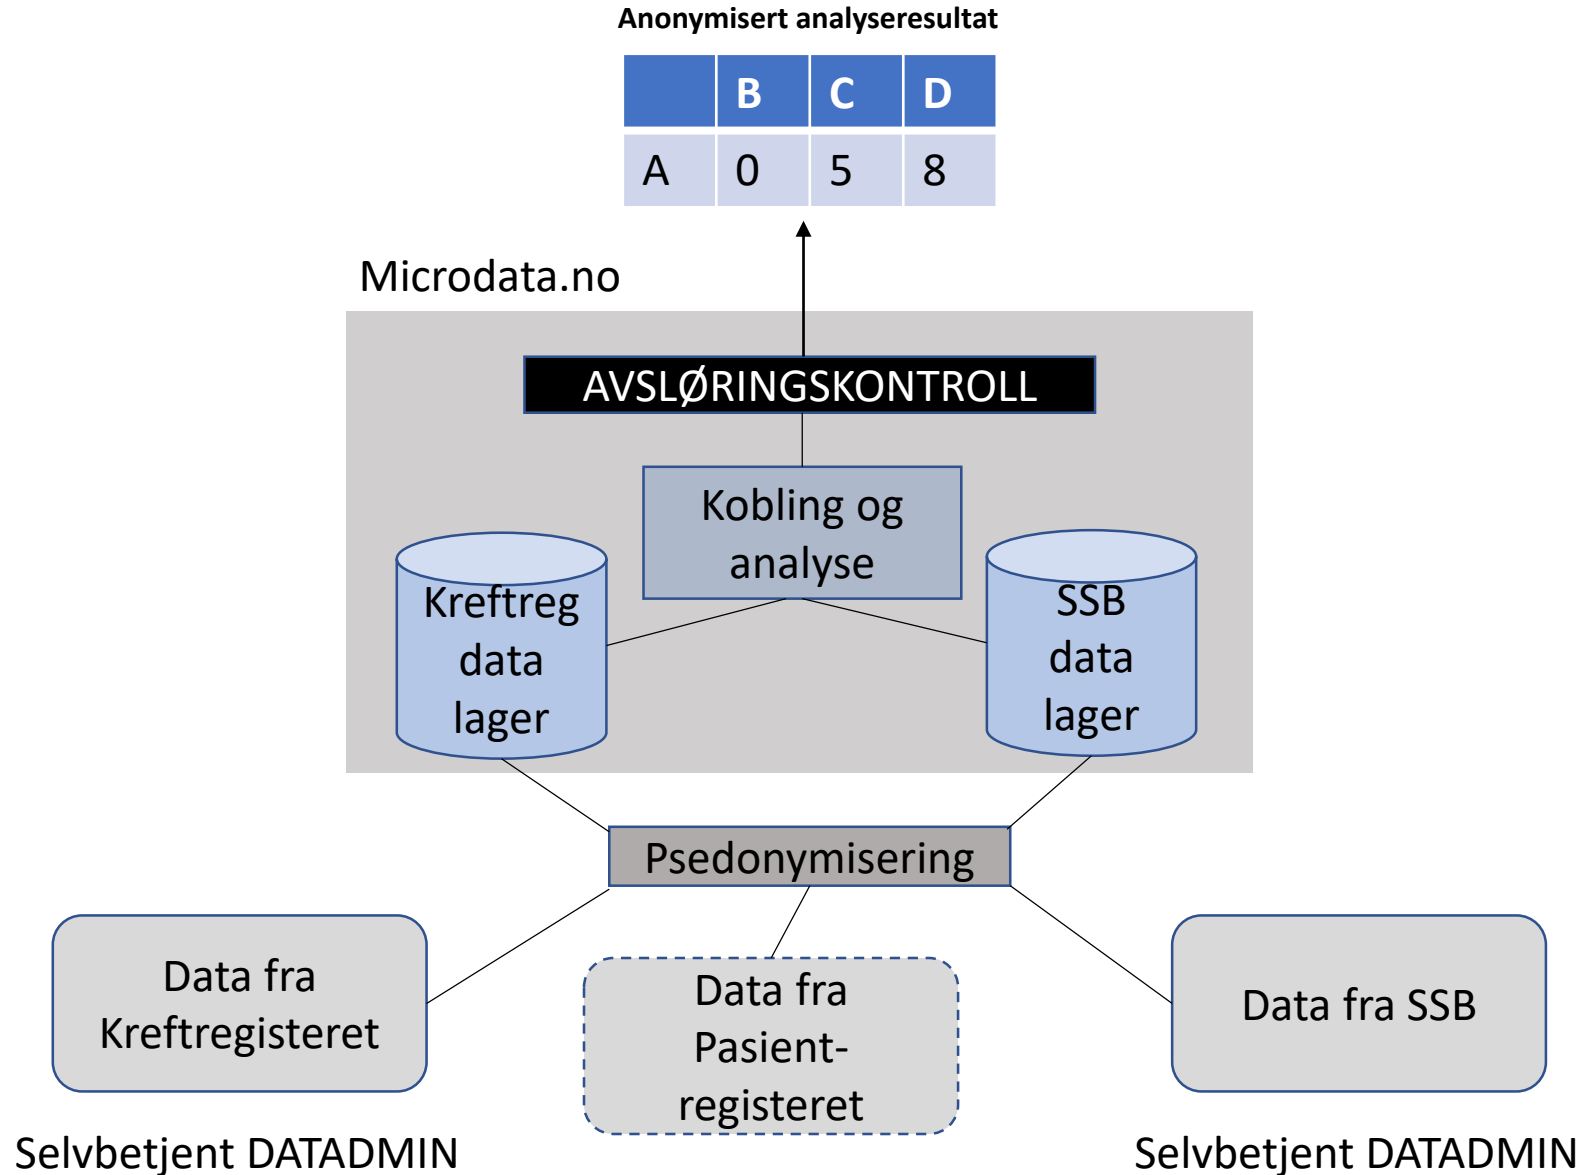 Anonymisert analyseresultat
B C D
A 0 5 8
Microdata.no
AVSLØRINGSKONTROLL
Kobling og
analyse
Kreftreg
data
lager
SSB
data
lager
Psedonymisering
Data fra
Kreftregisteret
Data fra
Pasient-
registeret
Data fra SSB
Selvbetjent DATADMIN
Selvbetjent DATADMIN